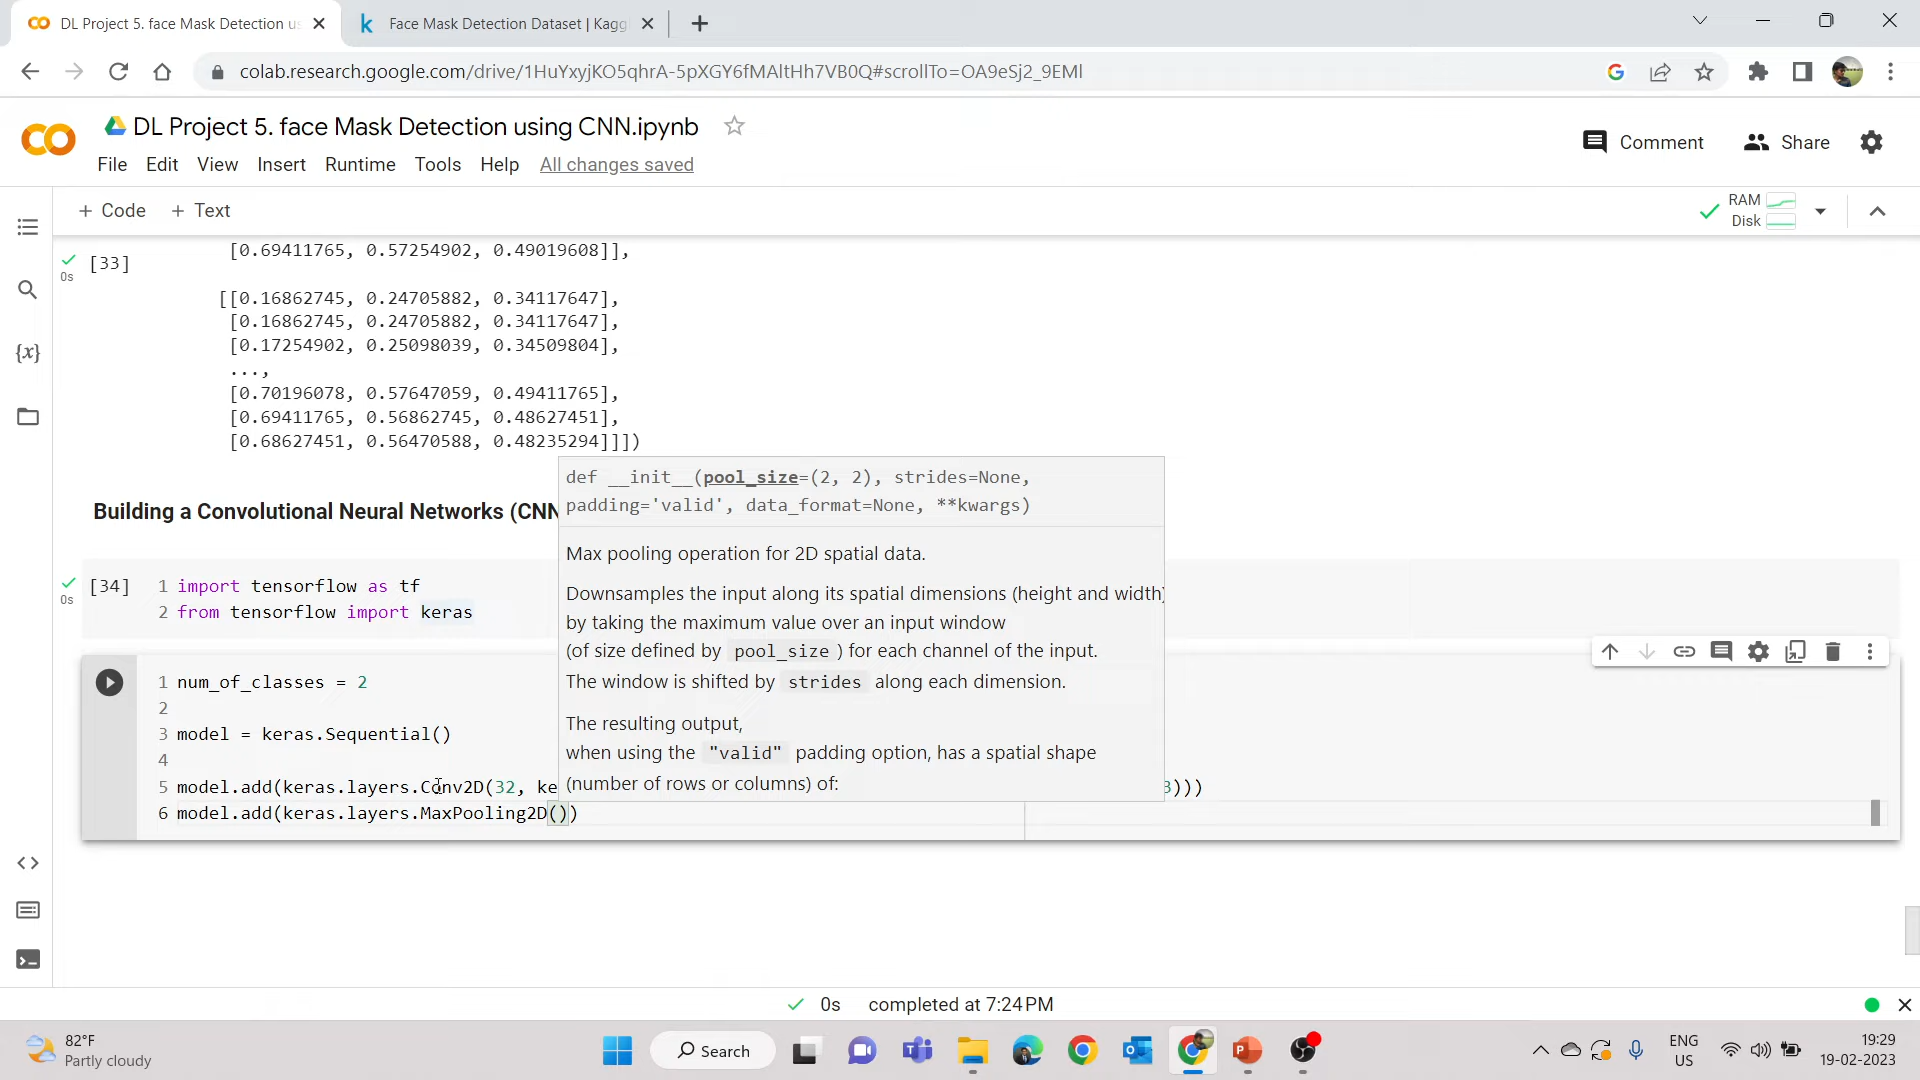 DL Project 5. face Mask Detection us
Face Mask Detection Dataset | Kagg
colab.research.google.com/drive/1HuYxyjKO5qhrA-5pXGY6fMAltHh7VB0Q#scrollTo=OA9eSj2_9EMl
DL Project 5. face Mask Detection using CNN.ipynb
Comment
Share
File Edit View Insert Runtime Tools Help All changes saved
+ Code + Text
RAM
Disk
[0.69411765, 0.57254902, 0.49019608]],
[33]
0s
[[0.16862745, 0.24705882, 0.34117647],
[0.16862745, 0.24705882, 0.34117647],
[0.17254902, 0.25098039, 0.34509804],
...,
[0.70196078, 0.57647059, 0.49411765],
[0.69411765, 0.56862745, 0.48627451],
[0.68627451, 0.56470588, 0.48235294]]])
def __init__(pool_size=(2, 2), strides=None,
padding='valid', data_format=None, **kwargs)
Building a Convolutional Neural Networks (CNN
Max pooling operation for 2D spatial data.
Downsamples the input along its spatial dimensions (height and width)
by taking the maximum value over an input window
(of size defined by pool_size ) for each channel of the input.
The window is shifted by strides along each dimension.
The resulting output,
when using the "valid" padding option, has a spatial shape
(number of rows or columns) of:
[34] 1 import tensorflow as tf
0s
2 from tensorflow import keras
1 num_of_classes = 2
2
3 model = keras.Sequential()
4
5 model.add(keras.layers.Conv2D(32, ke 3)))
6 model.add(keras.layers.MaxPooling2D())
0s completed at 7:24 PM
82°F
Partly cloudy
Search
ENG
US
19:29
19-02-2023